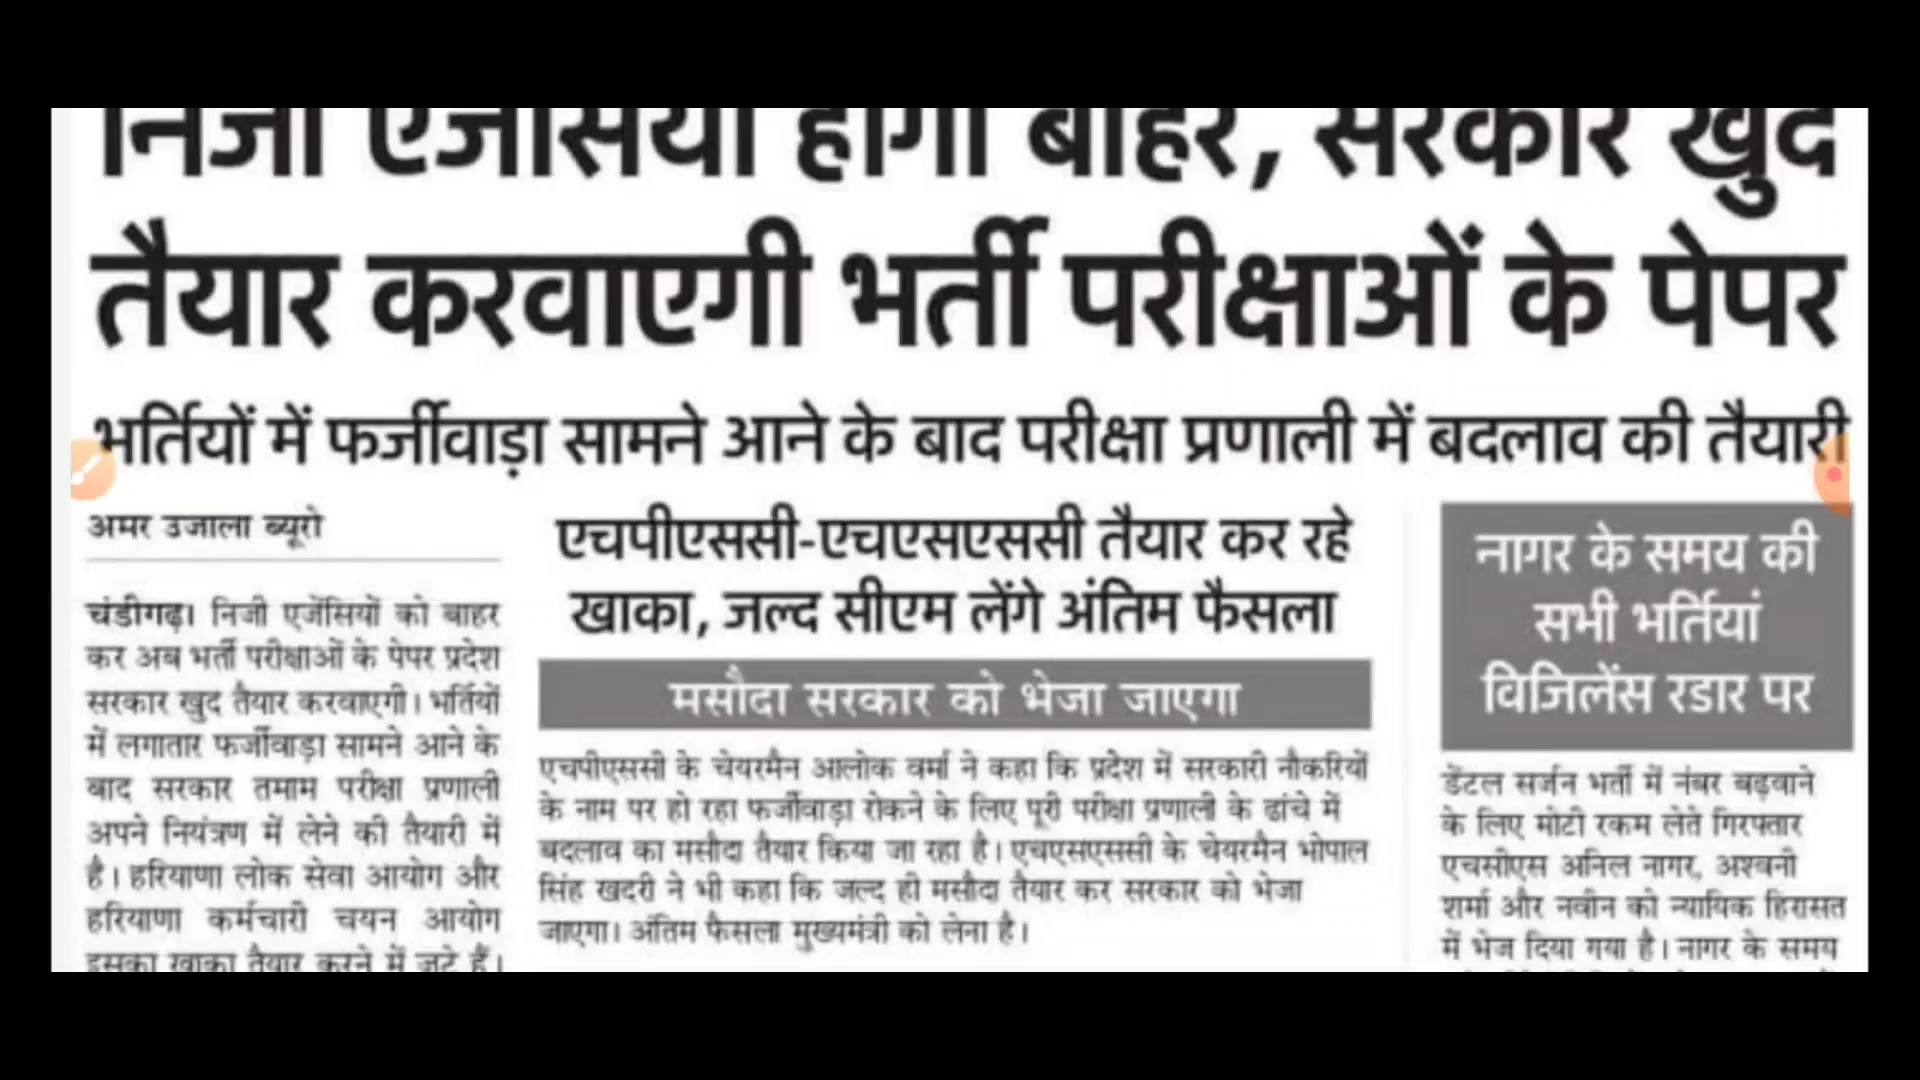 निजी एजेंसियां होंगी बाहर, सरकार खुद
तैयार करवाएगी भर्ती परीक्षाओं के पेपर
भर्तियों में फर्जीवाड़ा सामने आने के बाद परीक्षा प्रणाली में बदलाव की तैयारी
अमर उजाला ब्यूरो
चंडीगढ़। निजी एजेंसियों को बाहर
कर अब भर्ती परीक्षाओं के पेपर प्रदेश
सरकार खुद तैयार करवाएगी। भर्तियों
में लगातार फर्जीवाड़ा सामने आने के
बाद सरकार तमाम परीक्षा प्रणाली
अपने नियंत्रण में लेने की तैयारी में
है। हरियाणा लोक सेवा आयोग और
हरियाणा कर्मचारी चयन आयोग
इसका खाका तैयार करने में जुटे हैं।
एचपीएससी-एचएसएससी तैयार कर रहे
खाका, जल्द सीएम लेंगे अंतिम फैसला
मसौदा सरकार को भेजा जाएगा
एचपीएससी के चेयरमैन आलोक वर्मा ने कहा कि प्रदेश में सरकारी नौकरियों
के नाम पर हो रहा फर्जीवाड़ा रोकने के लिए पूरी परीक्षा प्रणाली के ढांचे में
बदलाव का मसौदा तैयार किया जा रहा है। एचएसएससी के चेयरमैन भोपाल
सिंह खदरी ने भी कहा कि जल्द ही मसौदा तैयार कर सरकार को भेजा
जाएगा। अंतिम फैसला मुख्यमंत्री को लेना है।
नागर के समय की
सभी भर्तियां
विजिलेंस रडार पर
डेंटल सर्जन भर्ती में नंबर बढ़वाने
के लिए मोटी रकम लेते गिरफ्तार
एचसीएस अनिल नागर, अश्वनी
शर्मा और नवीन को न्यायिक हिरासत
में भेज दिया गया है। नागर के समय